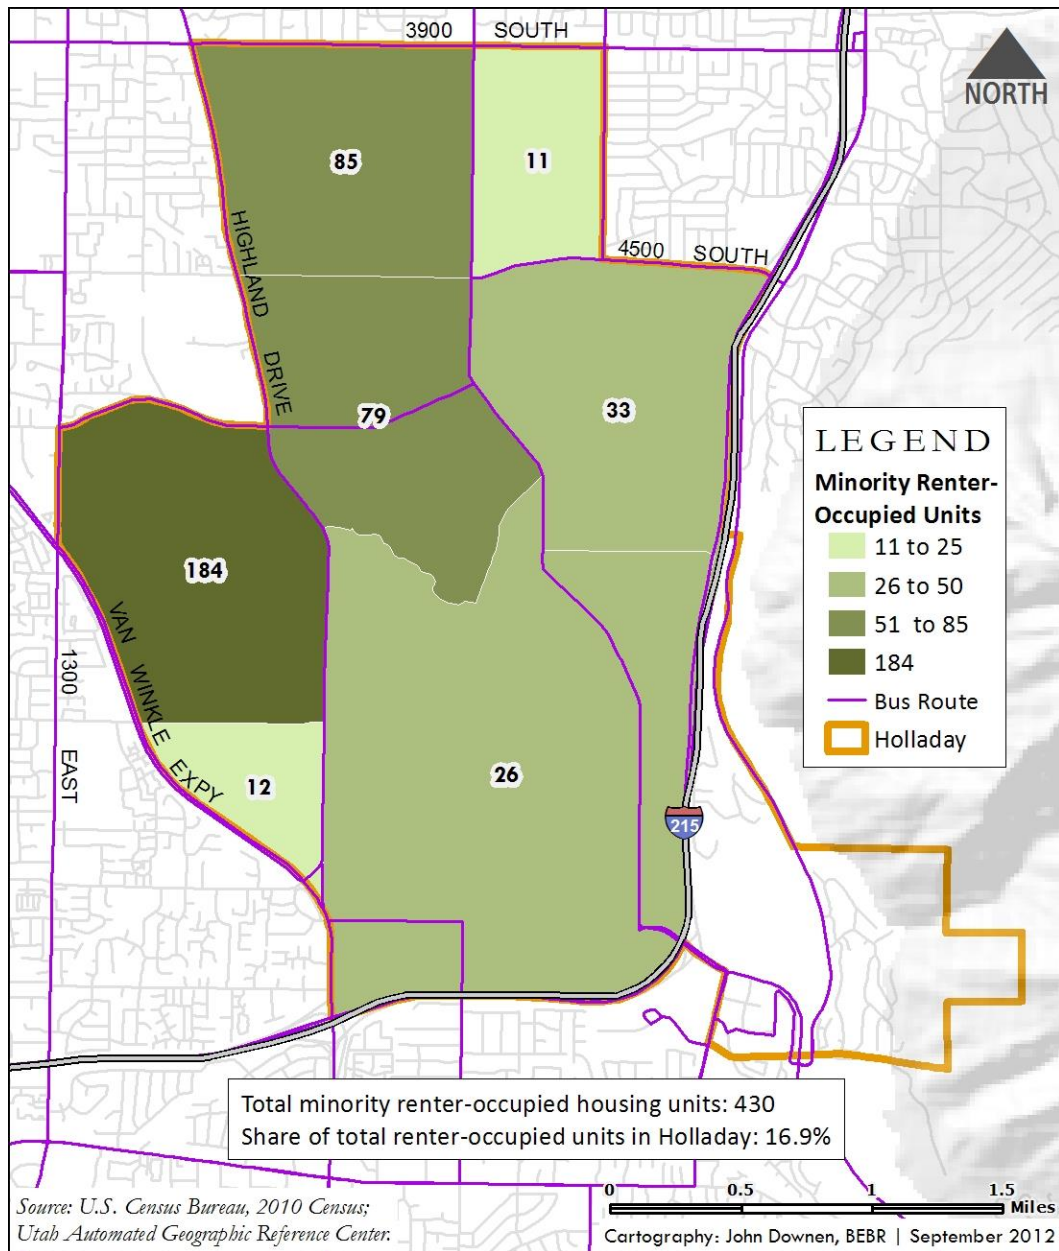 3900 SOUTH
NORTH
85
11
HIGHLAND DRIVE
4500 SOUTH
79
33
184
VAN WINKLE EXPY
1300 EAST
12
26
215
LEGEND
Minority Renter-
Occupied Units
11 to 25
26 to 50
51 to 85
184
Bus Route
Holladay
Total minority renter-occupied housing units: 430
Share of total renter-occupied units in Holladay: 16.9%
0 0.5 1 1.5
Miles
Source: U.S. Census Bureau, 2010 Census;
Utah Automated Geographic Reference Center.
Cartography: John Downen, BEBR | September 2012